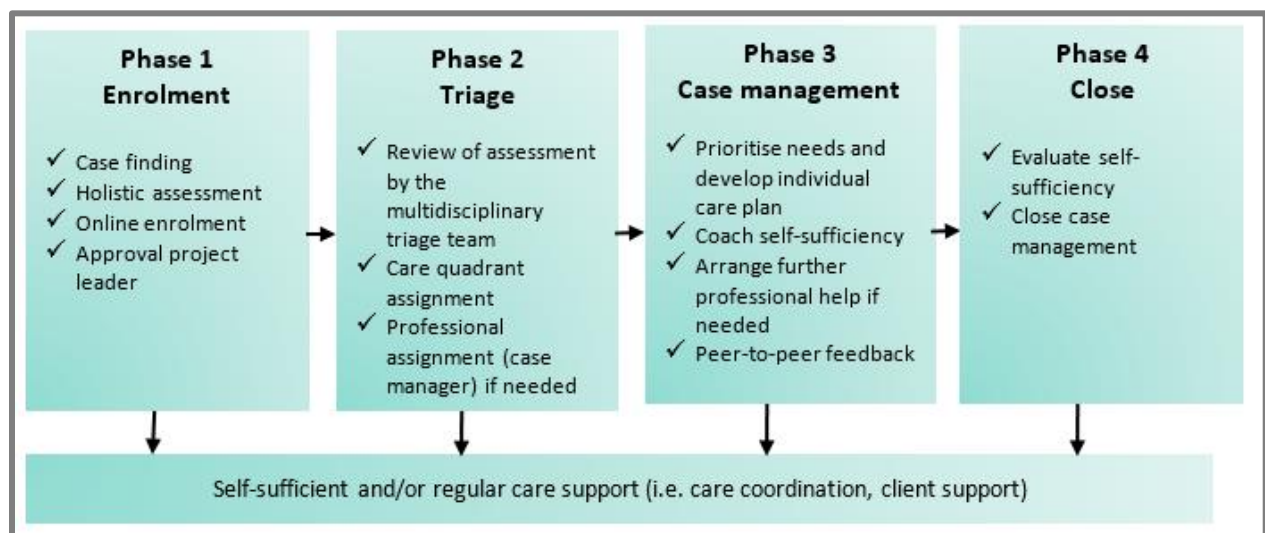 Phase 1
Enrolment
✓ Case finding
✓ Holistic assessment
✓ Online enrolment
✓ Approval project
leader
Phase 2
Triage
✓ Review of assessment
by the
multidisciplinary
triage team
✓ Care quadrant
assignment
✓ Professional
assignment (case
manager) if needed
Phase 3
Case management
✓ Prioritise needs and
develop individual
care plan
✓ Coach self-sufficiency
✓ Arrange further
professional help if
needed
✓ Peer-to-peer feedback
Phase 4
Close
✓ Evaluate self-
sufficiency
✓ Close case
management
Self-sufficient and/or regular care support (i.e. care coordination, client support)